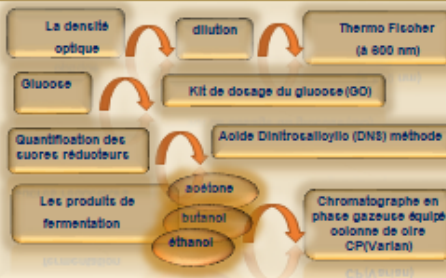 La densité
optique
dilution
Thermo Fischer
(à 600 nm)
Glucose
Kit de dosage du glucose(GO)
Quantification des
sucres réducteurs
Acide Dinitrosalicylic (DNS) méthode
Les produits de
fermentation
acétone
butanol
éthanol
Chromatographe en
phase gazeuse équipé
colonne de cire
CP(Varian)